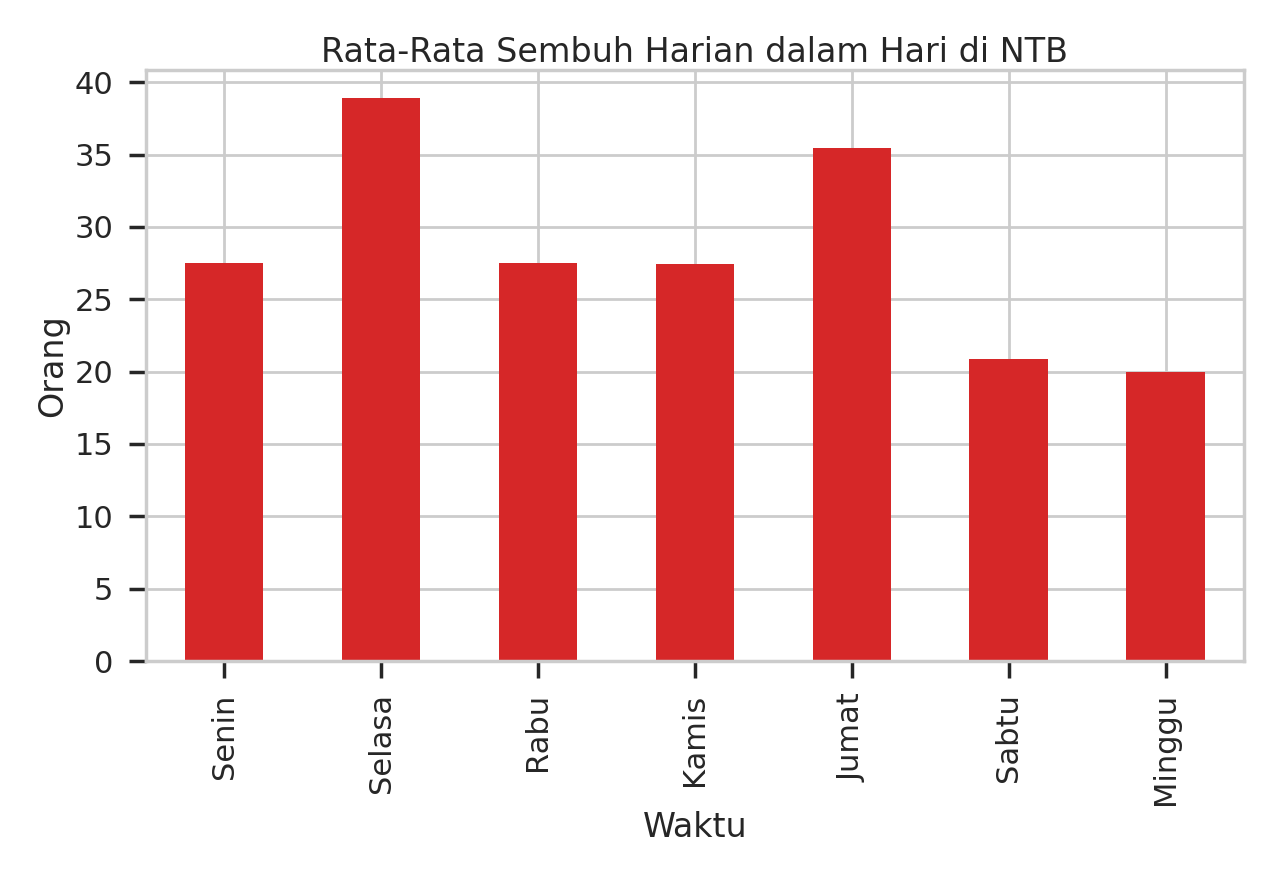 Rata-Rata Sembuh Harian dalam Hari di NTB
40
35
30
25
20
15
10
5
0
Orang
Senin
Selasa
Rabu
Kamis
Jumat
Sabtu
Minggu
Waktu